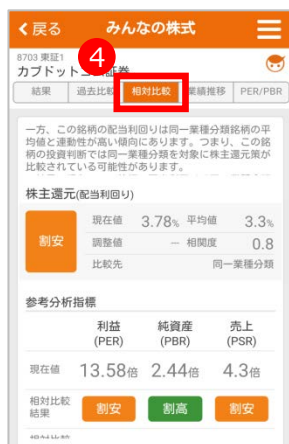 戻る みんなの株式
8703 東証1
4
カブドット
証券
結果 過去比較 相対比較 業績推移 PER/PBR
一方、この銘柄の配当利回りは同一業種分類銘柄の平
均値と連動性が高い傾向にあります。つまり、この銘
柄の投資判断では同一業種分類を対象に株主還元策が
比較されている可能性があります。
株主還元(配当利回り)
割安
現在値 3.78% 平均値 3.3%
調整値 --- 相関度 0.8
比較先 同一業種分類
参考分析指標
利益 純資産 売上
(PER) (PBR) (PSR)
現在値 13.58倍 2.44倍 4.3倍
相対比較
結果
割安 割高 割安